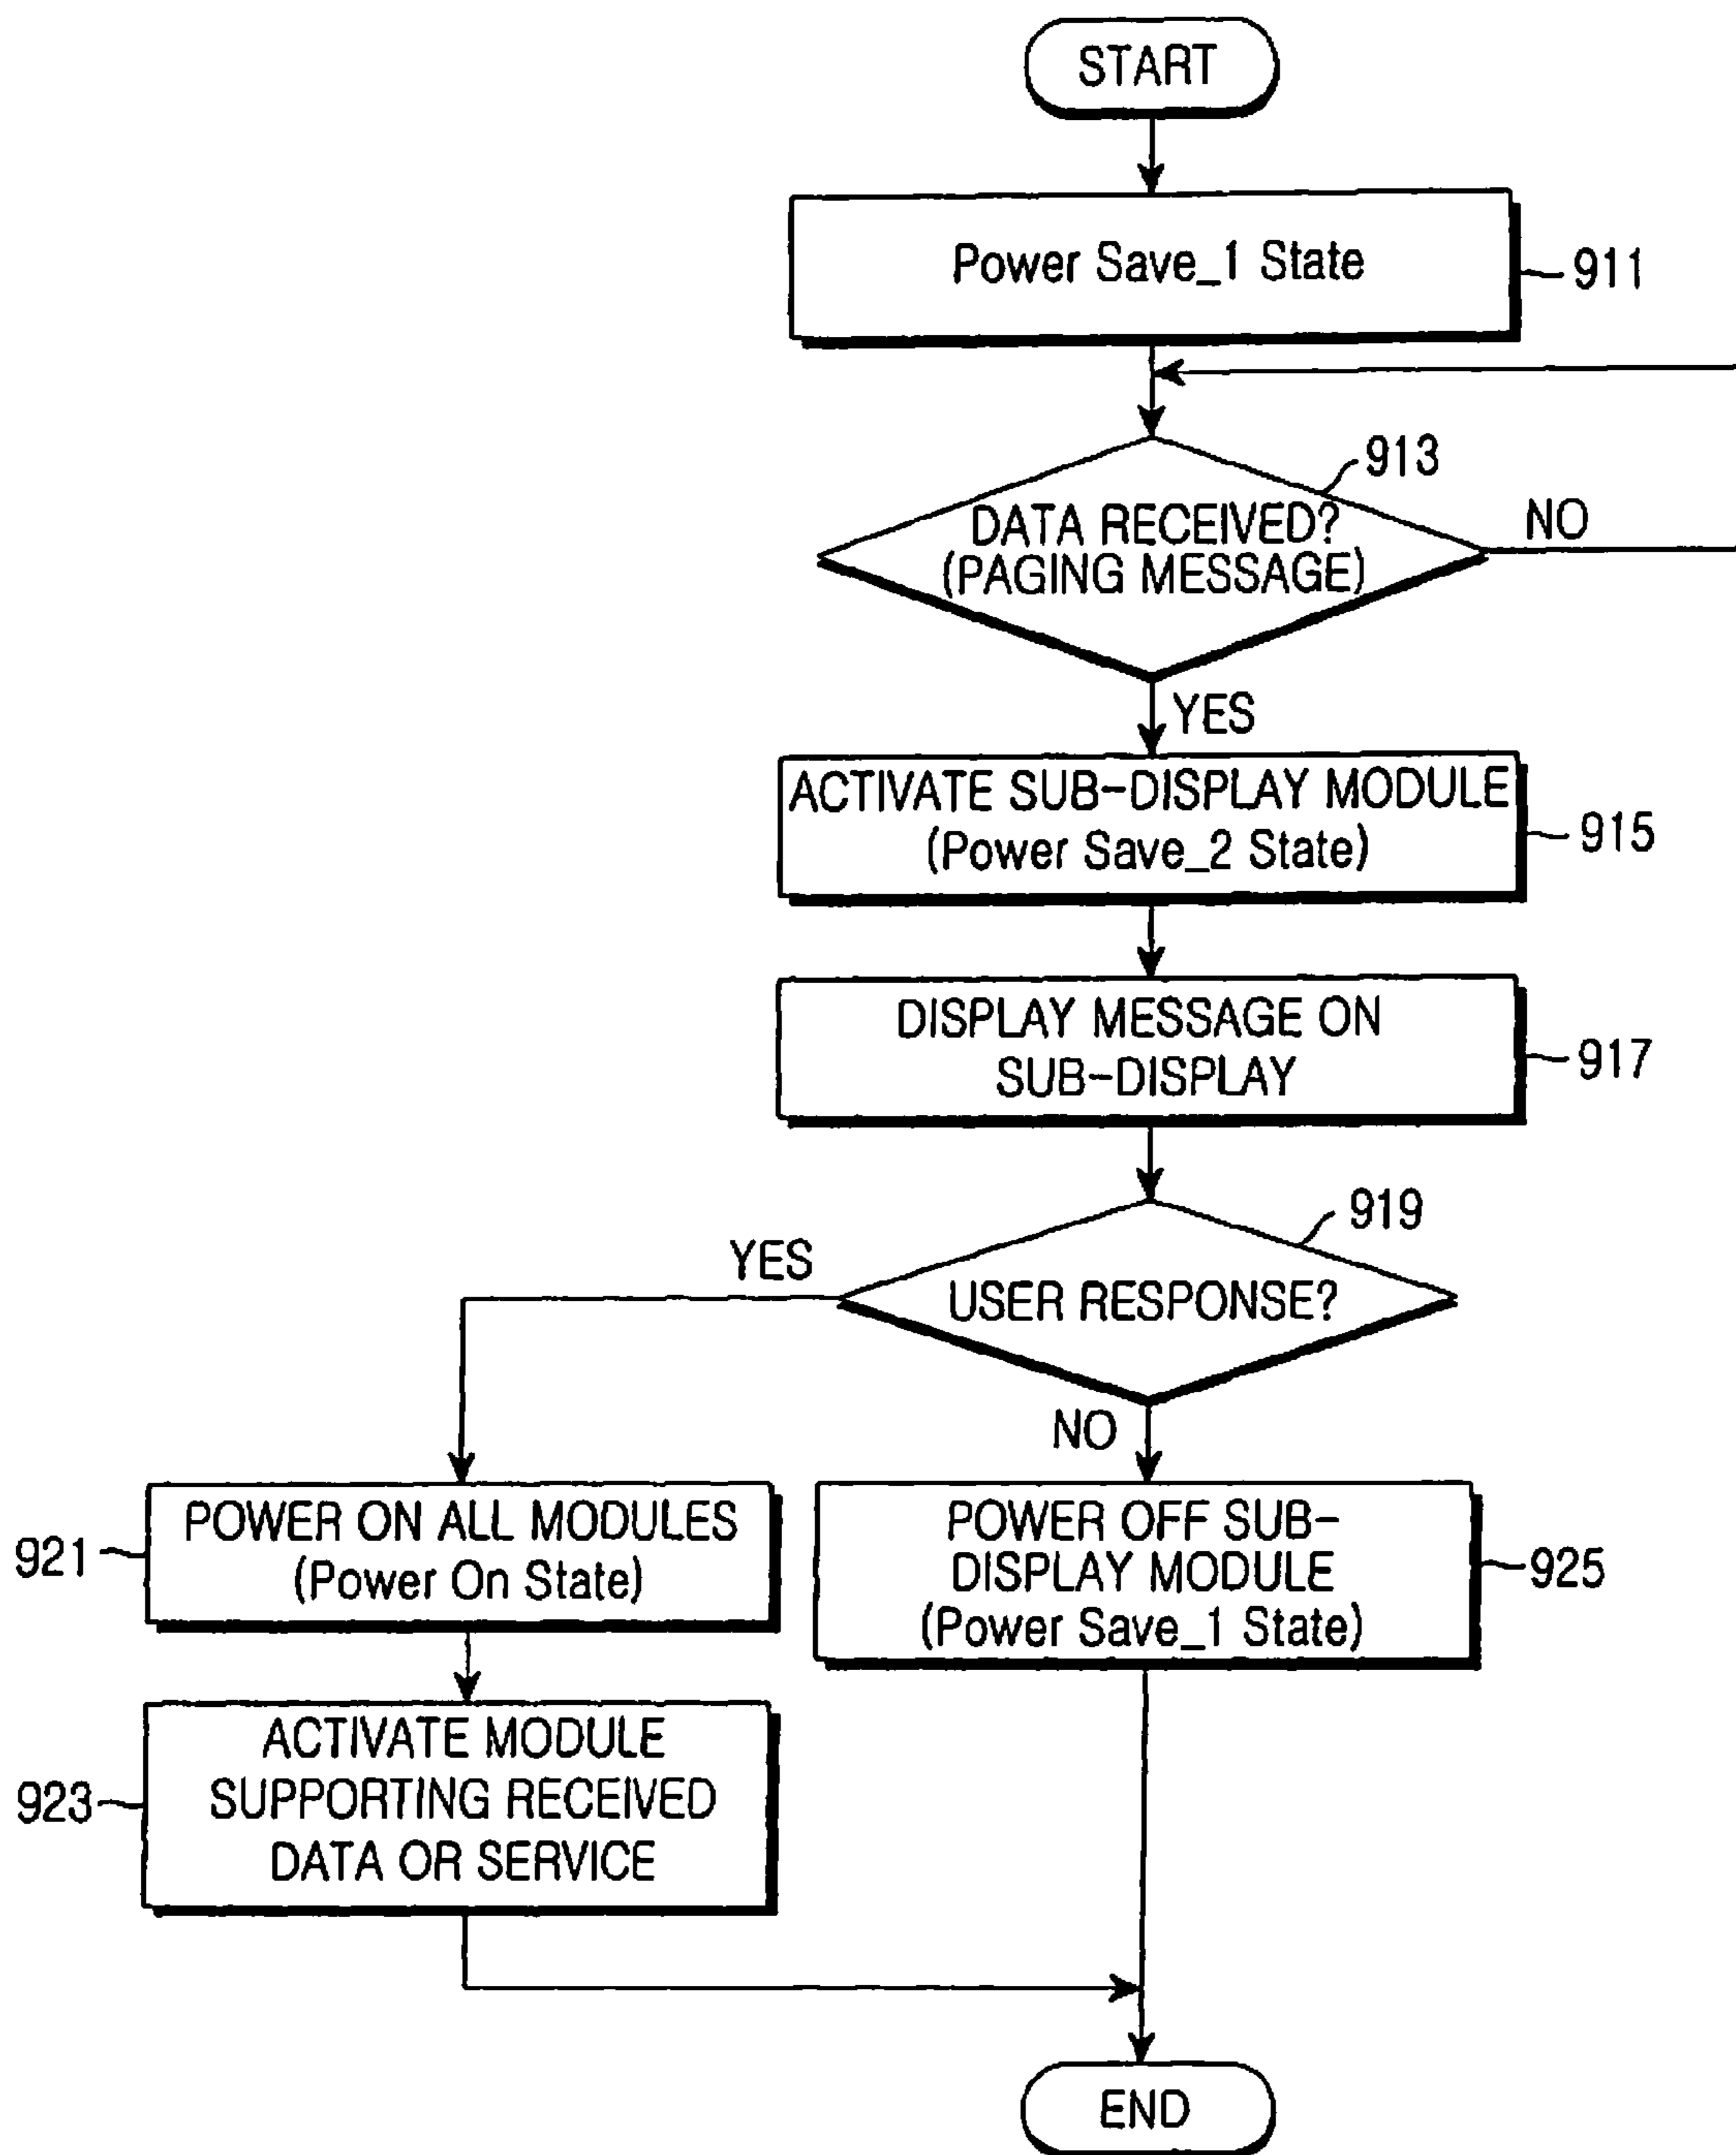 START
Power Save_1 State
911
913
DATA RECEIVED?
(PAGING MESSAGE)
NO
YES
ACTIVATE SUB-DISPLAY MODULE
(Power Save_2 State)
915
DISPLAY MESSAGE ON
SUB-DISPLAY
917
919
YES
USER RESPONSE?
NO
921
POWER ON ALL MODULES
(Power On State)
POWER OFF SUB-
DISPLAY MODULE
(Power Save_1 State)
925
923
ACTIVATE MODULE
SUPPORTING RECEIVED
DATA OR SERVICE
END